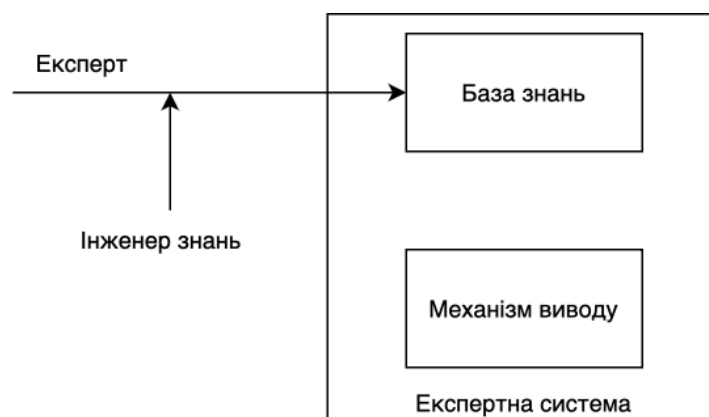 Експерт
База знань
Інженер знань
Механізм виводу
Експертна система